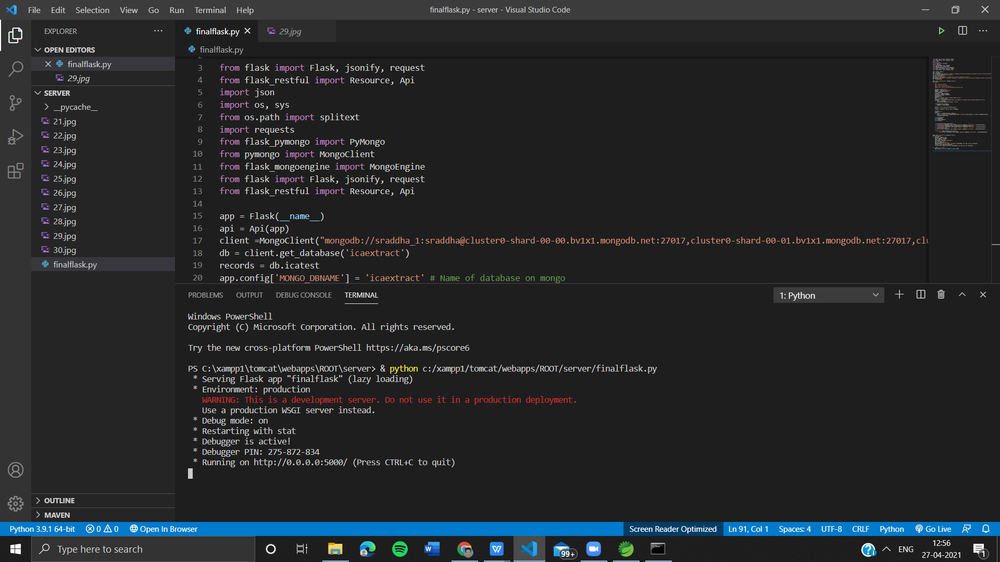 File Edit Selection View Go Run Terminal Help
finalflask.py - server - Visual Studio Code
EXPLORER
OPEN EDITORS
finalflask.py
29.jpg
SERVER
__pycache__
21.jpg
22.jpg
23.jpg
24.jpg
25.jpg
26.jpg
27.jpg
28.jpg
29.jpg
30.jpg
finalflask.py
OUTLINE
MAVEN
finalflask.py
29.jpg
finalflask.py
3 from flask import Flask, jsonify, request
4 from flask_restful import Resource, Api
5 import json
6 import os, sys
7 from os.path import splitext
8 import requests
9 from flask_pymongo import PyMongo
10 from pymongo import MongoClient
11 from flask_mongoengine import MongoEngine
12 from flask import Flask, jsonify, request
13 from flask_restful import Resource, Api
14
15 app = Flask(__name__)
16 api = Api(app)
17 client =MongoClient("mongodb://sraddha_1:sraddha@cluster0-shard-00-00.bv1x1.mongodb.net:27017,cluster0-shard-00-01.bv1x1.mongodb.net:27017,clu
18 db = client.get_database('icaextract')
19 records = db.icatest
20 app.config['MONGO_DBNAME'] = 'icaextract' # Name of database on mongo
PROBLEMS OUTPUT DEBUG CONSOLE TERMINAL
1: Python
Windows PowerShell
Copyright (C) Microsoft Corporation. All rights reserved.
Try the new cross-platform PowerShell https://aka.ms/pscore6
PS C:\xampp1\tomcat\webapps\ROOT\server> & python c:/xampp1/tomcat/webapps/ROOT/server/finalflask.py
* Serving Flask app "finalflask" (lazy loading)
* Environment: production
WARNING: This is a development server. Do not use it in a production deployment.
Use a production WSGI server instead.
* Debug mode: on
* Restarting with stat
* Debugger is active!
* Debugger PIN: 275-872-834
* Running on http://0.0.0.0:5000/ (Press CTRL+C to quit)
Python 3.9.1 64-bit 0 0 Open In Browser
Screen Reader Optimized Ln 91, Col 1 Spaces: 4 UTF-8 CRLF Python Go Live
Type here to search
99+
ENG
12:56
27-04-2021
1